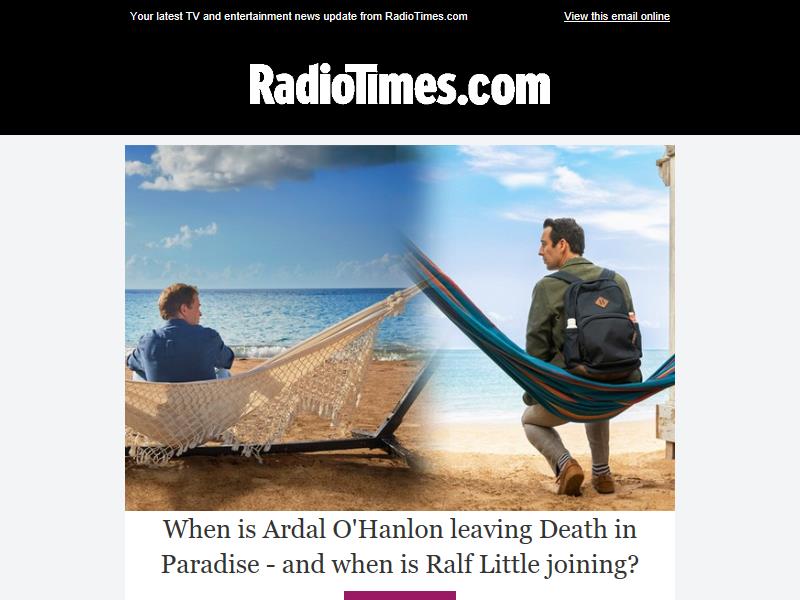 Your latest TV and entertainment news update from RadioTimes.com
View this email online
RadioTimes.com
When is Ardal O'Hanlon leaving Death in
Paradise - and when is Ralf Little joining?